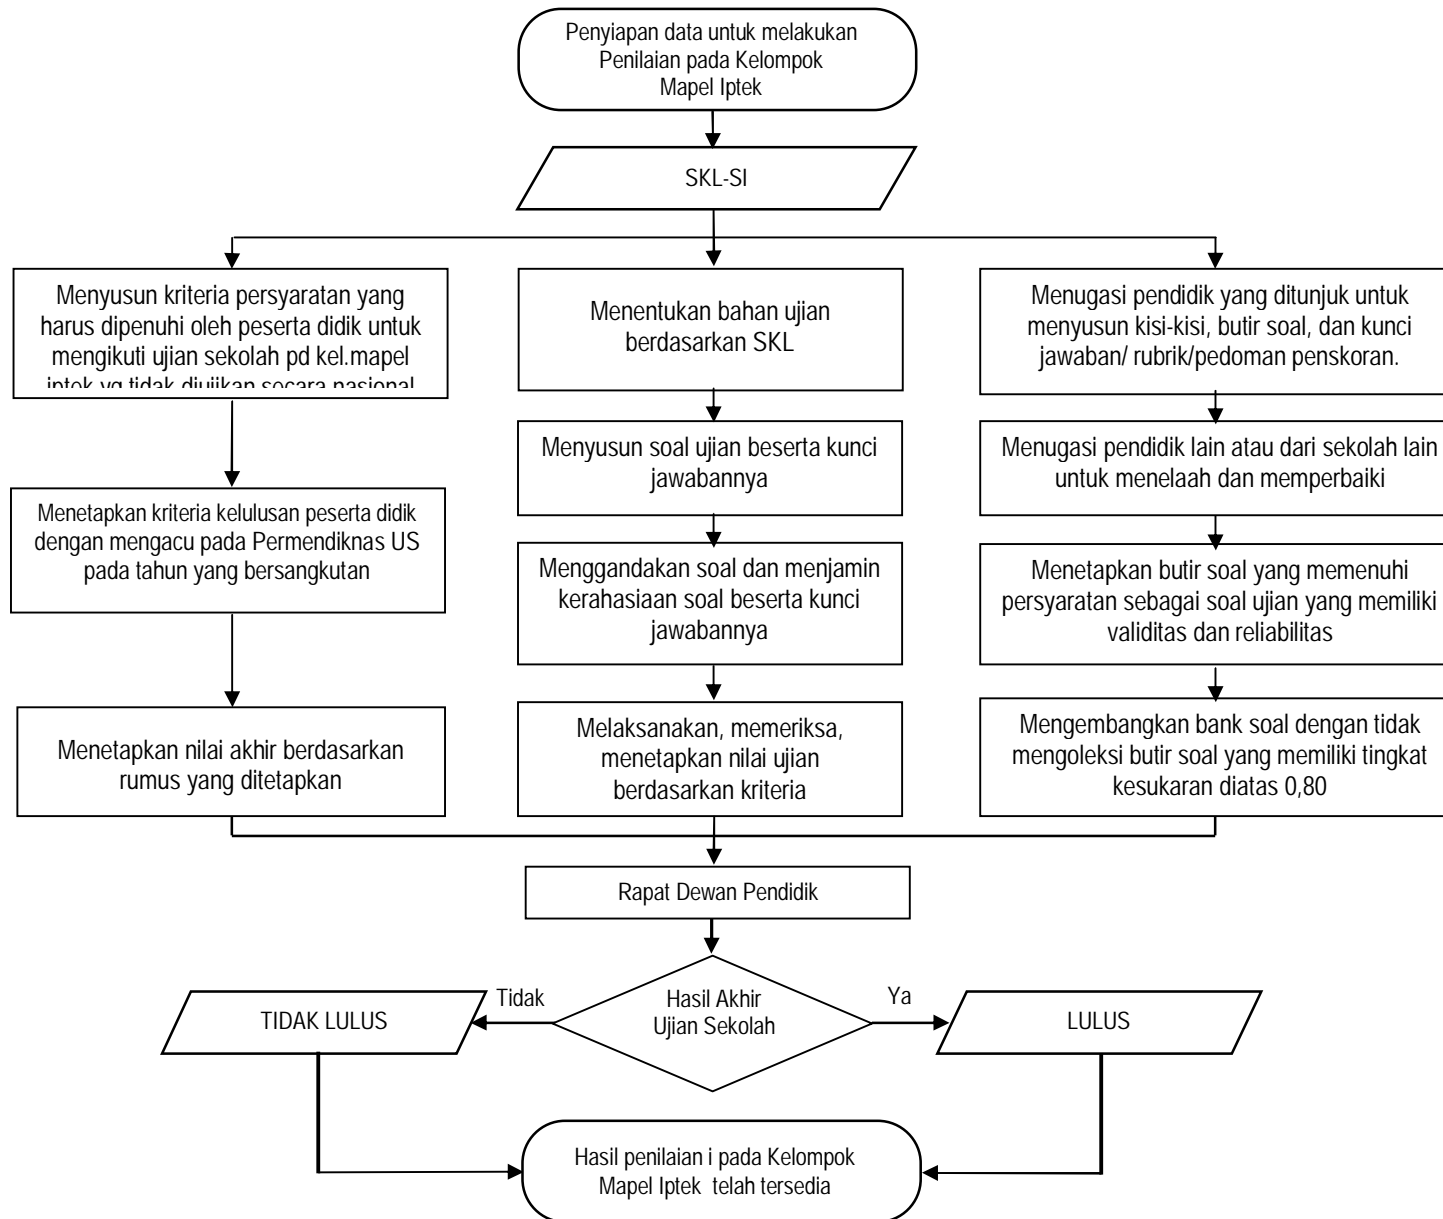 Penyiapan data untuk melakukan
Penilaian pada Kelompok
Mapel Iptek
SKL-SI
Menyusun kriteria persyaratan yang
harus dipenuhi oleh peserta didik untuk
mengikuti ujian sekolah pd kel.mapel
iptek yg tidak diujikan secara nasional
Menentukan bahan ujian
berdasarkan SKL
Menugasi pendidik yang ditunjuk untuk
menyusun kisi-kisi, butir soal, dan kunci
jawaban/ rubrik/pedoman penskoran.
Menetapkan kriteria kelulusan peserta didik
dengan mengacu pada Permendiknas US
pada tahun yang bersangkutan
Menyusun soal ujian beserta kunci
jawabannya
Menugasi pendidik lain atau dari sekolah lain
untuk menelaah dan memperbaiki
Menggandakan soal dan menjamin
kerahasiaan soal beserta kunci
jawabannya
Menetapkan butir soal yang memenuhi
persyaratan sebagai soal ujian yang memiliki
validitas dan reliabilitas
Menetapkan nilai akhir berdasarkan
rumus yang ditetapkan
Melaksanakan, memeriksa,
menetapkan nilai ujian
berdasarkan kriteria
Mengembangkan bank soal dengan tidak
mengoleksi butir soal yang memiliki tingkat
kesukaran diatas 0,80
Rapat Dewan Pendidik
Hasil Akhir
Ujian Sekolah
Tidak
Ya
TIDAK LULUS
LULUS
Hasil penilaian i pada Kelompok
Mapel Iptek telah tersedia